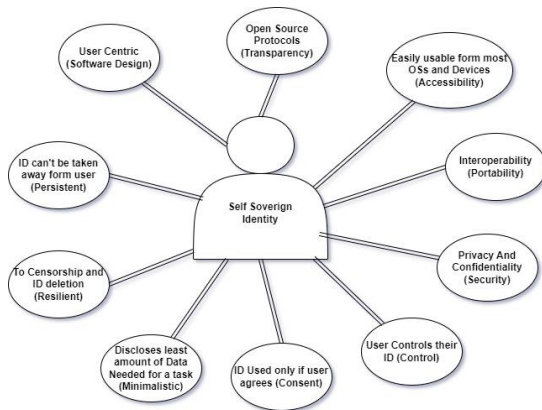 Open Source
Protocols
(Transparency)
User Centric
(Software Design)
Easily usable form most
OSs and Devices
(Accessibility)
ID can't be taken
away form user
(Persistent)
Interoperability
(Portability)
Self Soverign
Identity
To Censorship and
ID deletion
(Resilient)
Privacy And
Confidentiality
(Security)
Discloses least
amount of Data
Needed for a task
(Minimalistic)
ID Used only if user
agrees (Consent)
User Controls their
ID (Control)